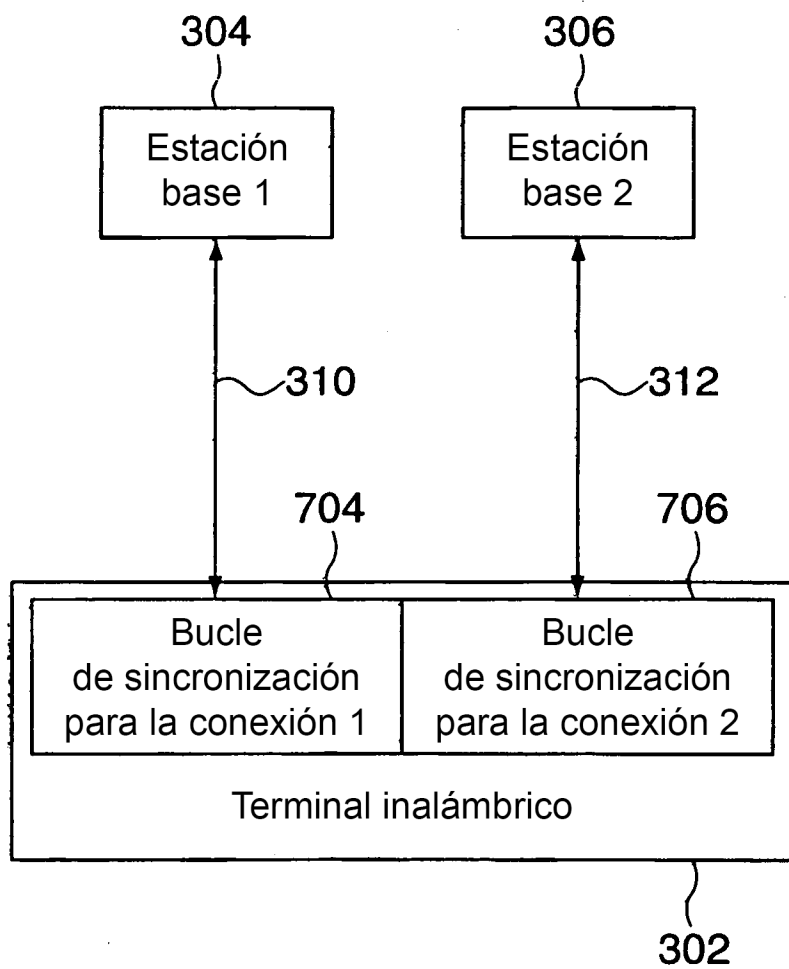 304
306
Estación
base 1
Estación
base 2
310
312
704
706
Bucle
de sincronización
para la conexión 1
Bucle
de sincronización
para la conexión 2
Terminal inalámbrico
302